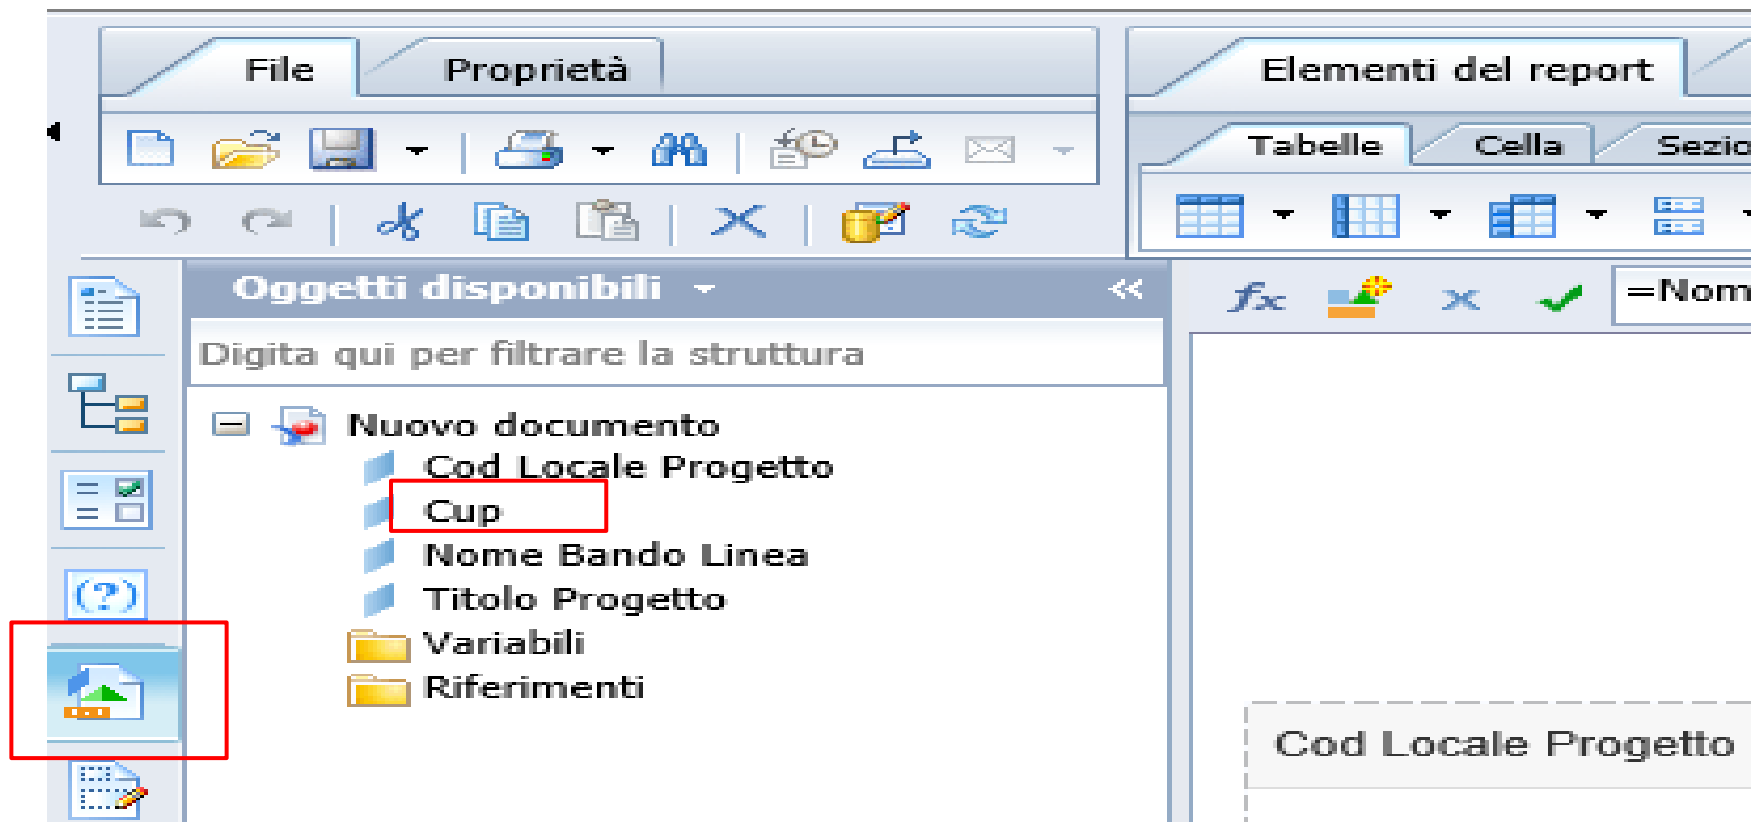 File Proprietà Elementi del report
Tabelle Cella
Oggetti disponibili
=Nom
Digita qui per filtrare la struttura
Nuovo documento
Cod Locale Progetto
Cup
Nome Bando Linea
Titolo Progetto
Variabili
Riferimenti
Cod Locale Progetto